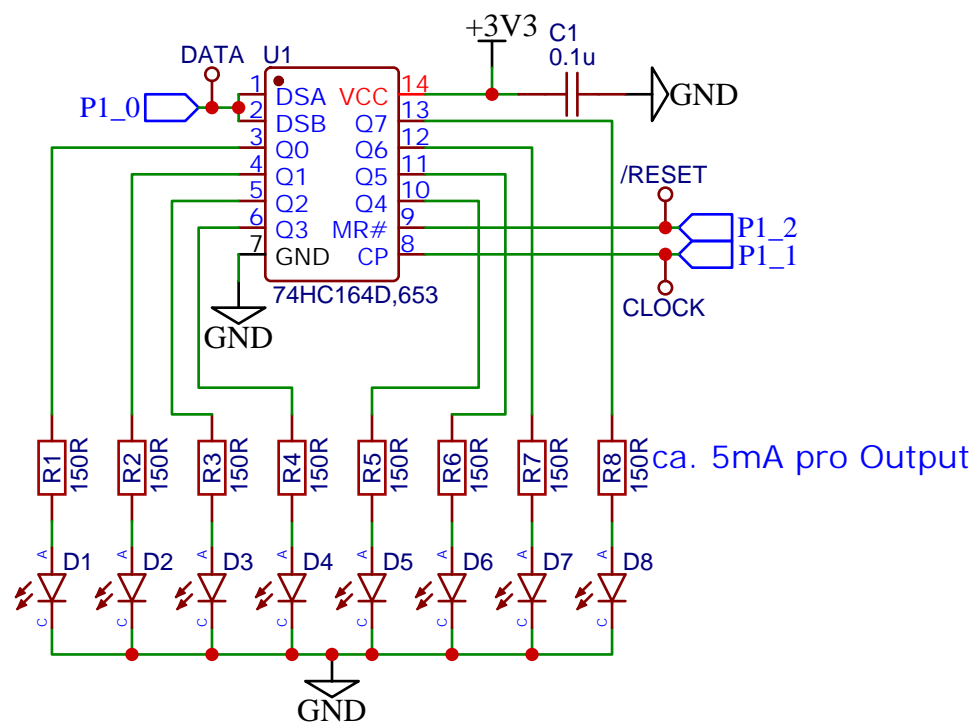 +3V3
C1
0.1u
DATA
U1
P1_0
1
DSA
VCC
14
GND
2
DSB
Q7
13
3
Q0
Q6
12
4
Q1
Q5
11
5
Q2
Q4
10
6
Q3
MR#
9
7
GND
CP
8
/RESET
P1_2
P1_1
CLOCK
74HC164D,653
GND
R1
150R
R2
150R
R3
150R
R4
150R
R5
150R
R6
150R
R7
150R
R8
150R
ca. 5mA pro Output
A
D1
A
D2
A
D3
A
D4
A
D5
A
D6
A
D7
A
D8
C
C
C
C
C
C
C
C
GND